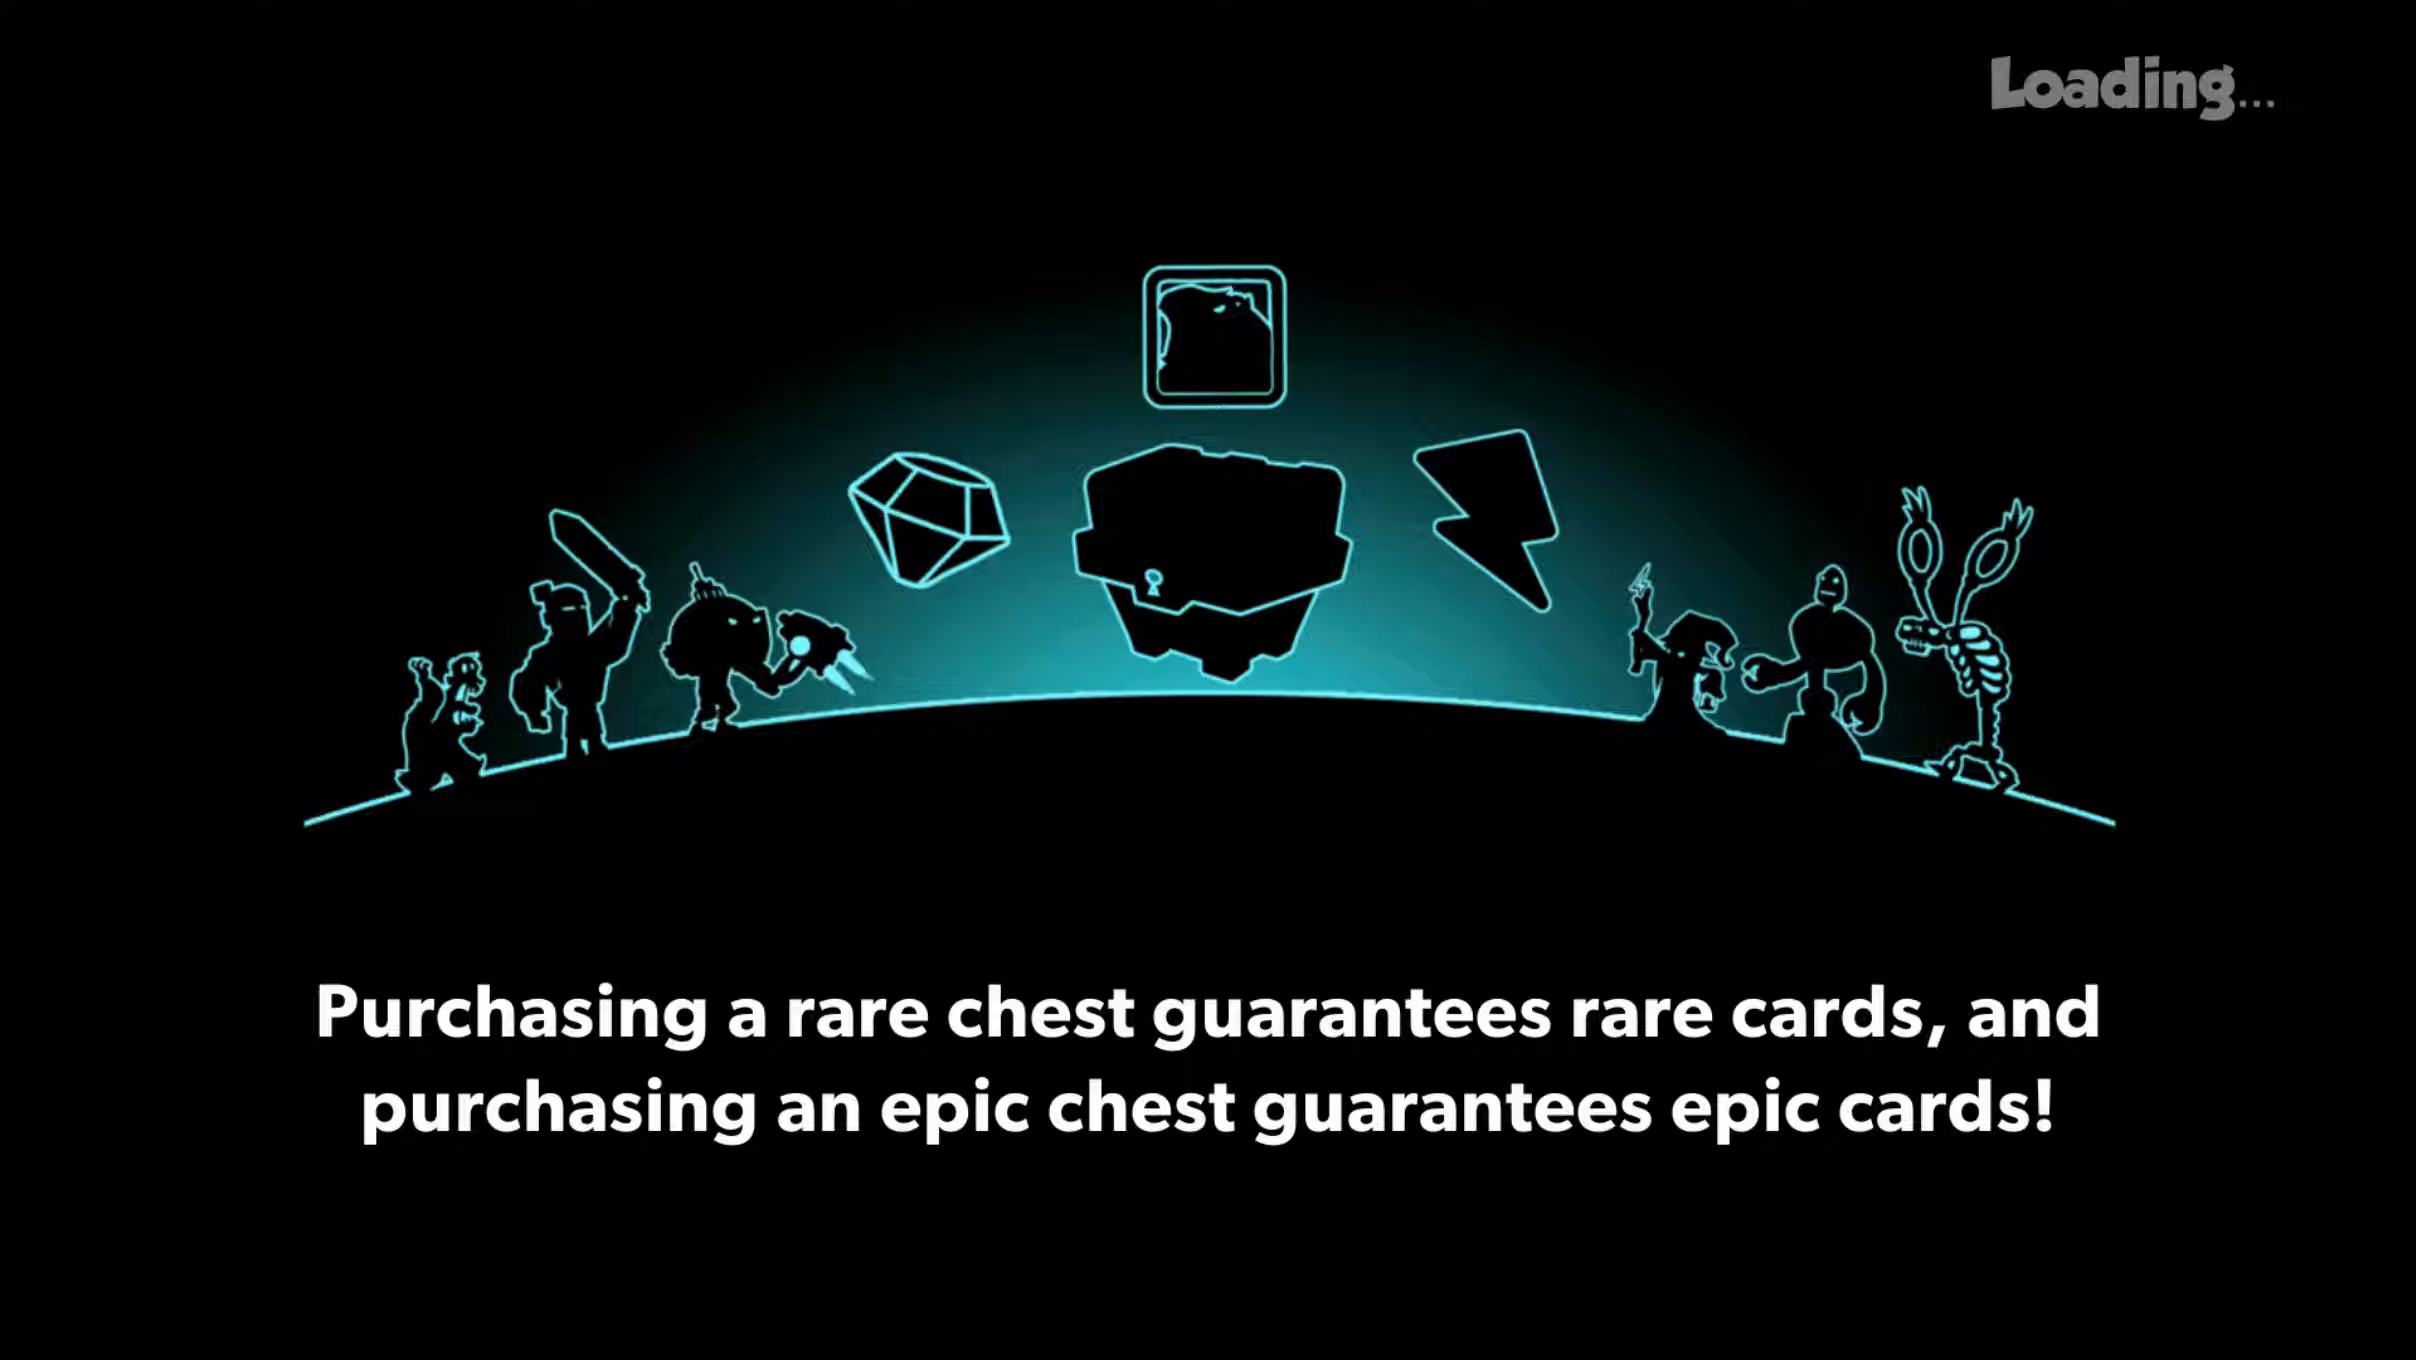 Loading...
Purchasing a rare chest guarantees rare cards, and
purchasing an epic chest guarantees epic cards!